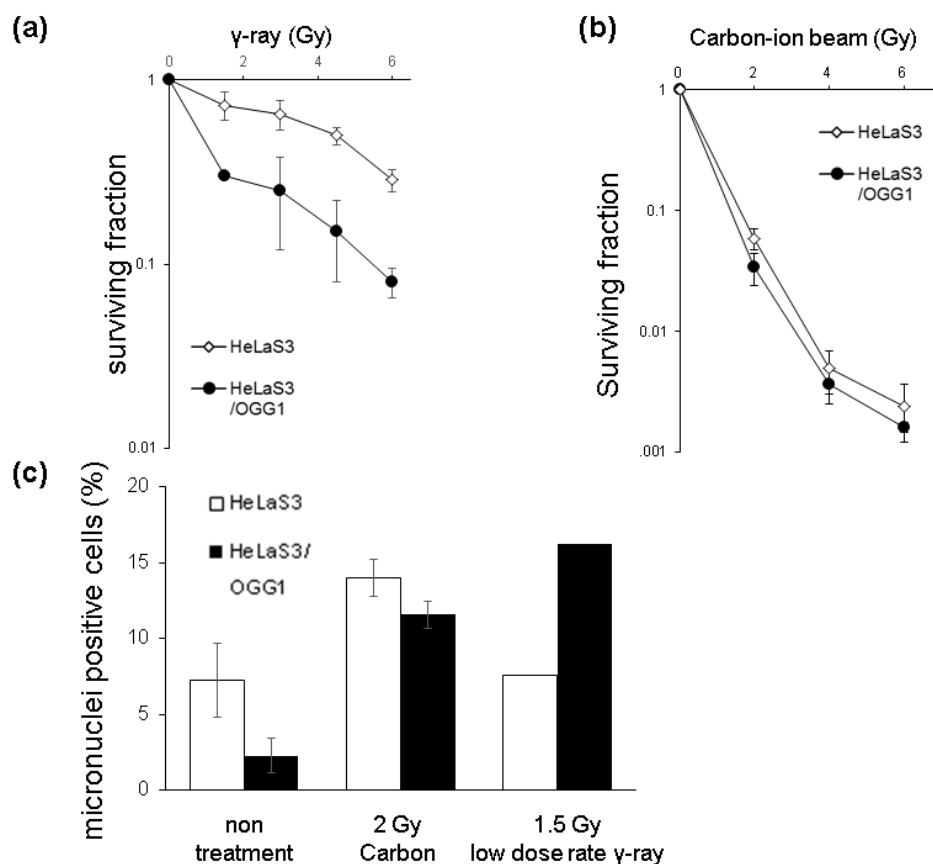 (a)
γ-ray (Gy)
0 2 4 6
1
0.1
0.01
surviving fraction
HeLaS3
HeLaS3
/OGG1
(b)
Carbon-ion beam (Gy)
0 2 4 6
1
0.1
0.01
.001
Surviving fraction
HeLaS3
HeLaS3
/OGG1
(c)
micronuclei positive cells (%)
20
15
10
5
0
HeLaS3
HeLaS3/
OGG1
non
treatment
2 Gy
Carbon
1.5 Gy
low dose rate γ-ray